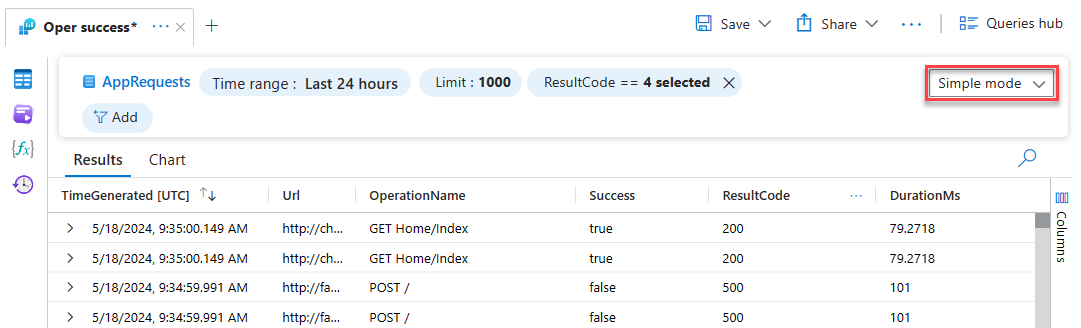 Oper success* ··· × + Save Share ··· Queries hub
AppRequests Time range : Last 24 hours Limit : 1000 ResultCode == 4 selected × Simple mode
Add
{fx}
Results Chart
TimeGenerated [UTC] ↑↓ Url OperationName Success ResultCode ··· DurationMs
> 5/18/2024, 9:35:00.149 AM http://ch... GET Home/Index true 200 79.2718
> 5/18/2024, 9:35:00.149 AM http://ch... GET Home/Index true 200 79.2718
> 5/18/2024, 9:34:59.991 AM http://fa... POST / false 500 101
> 5/18/2024, 9:34:59.991 AM http://fa... POST / false 500 101
Columns